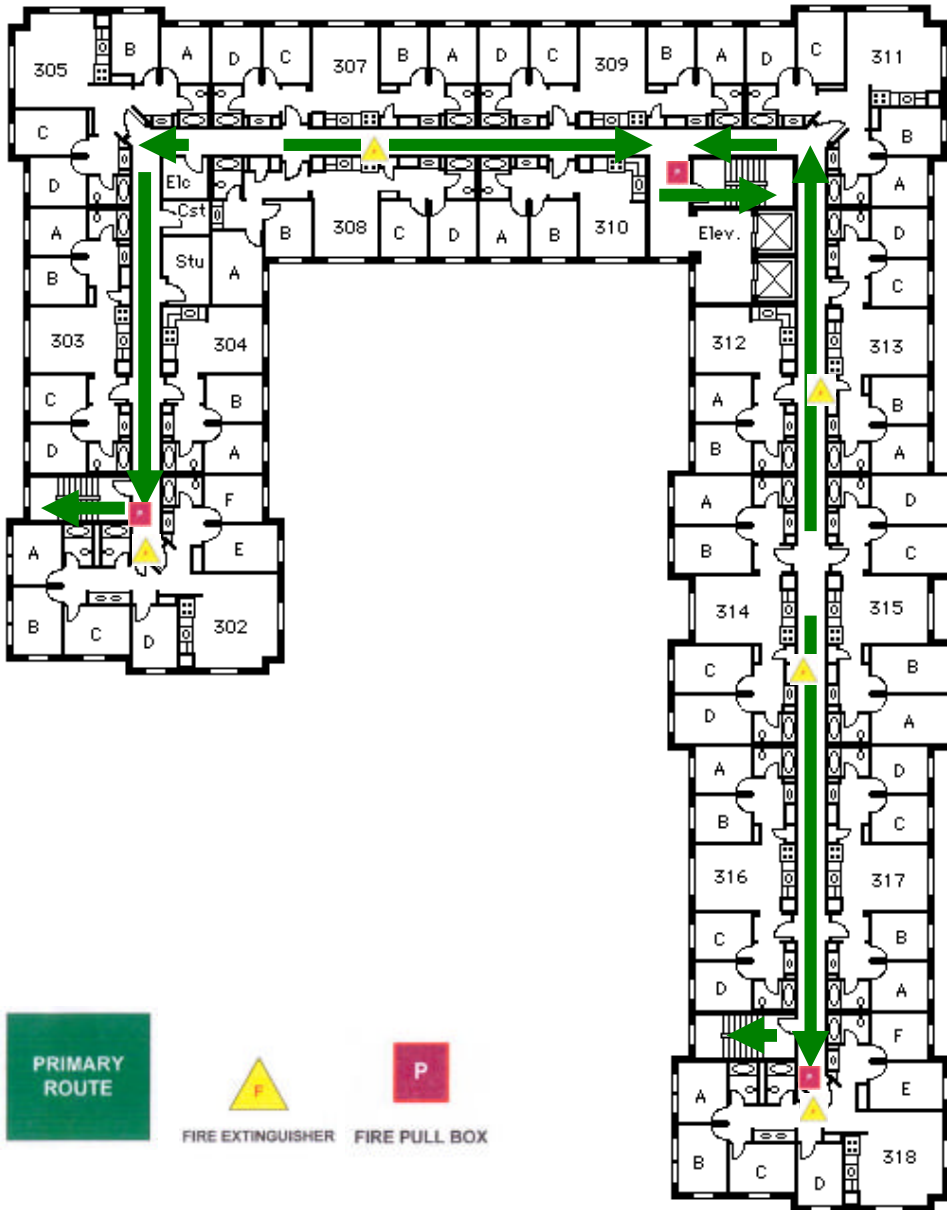 B A D C 307 B A D C 309 B A D C 311
305
C
B
D
Elc
A
Cst
A
B 308 C D A B 310
Elev.
D
B
Stu
A
C
303
304
312
313
C
B
A
B
D
A
B
A
F
A
D
A
E
B
C
B
C
D
302
314
315
C
B
D
A
A
D
B
C
316
317
C
B
D
A
F
PRIMARY
ROUTE
F
P
P
A
E
FIRE EXTINGUISHER
FIRE PULL BOX
B
C
D
318